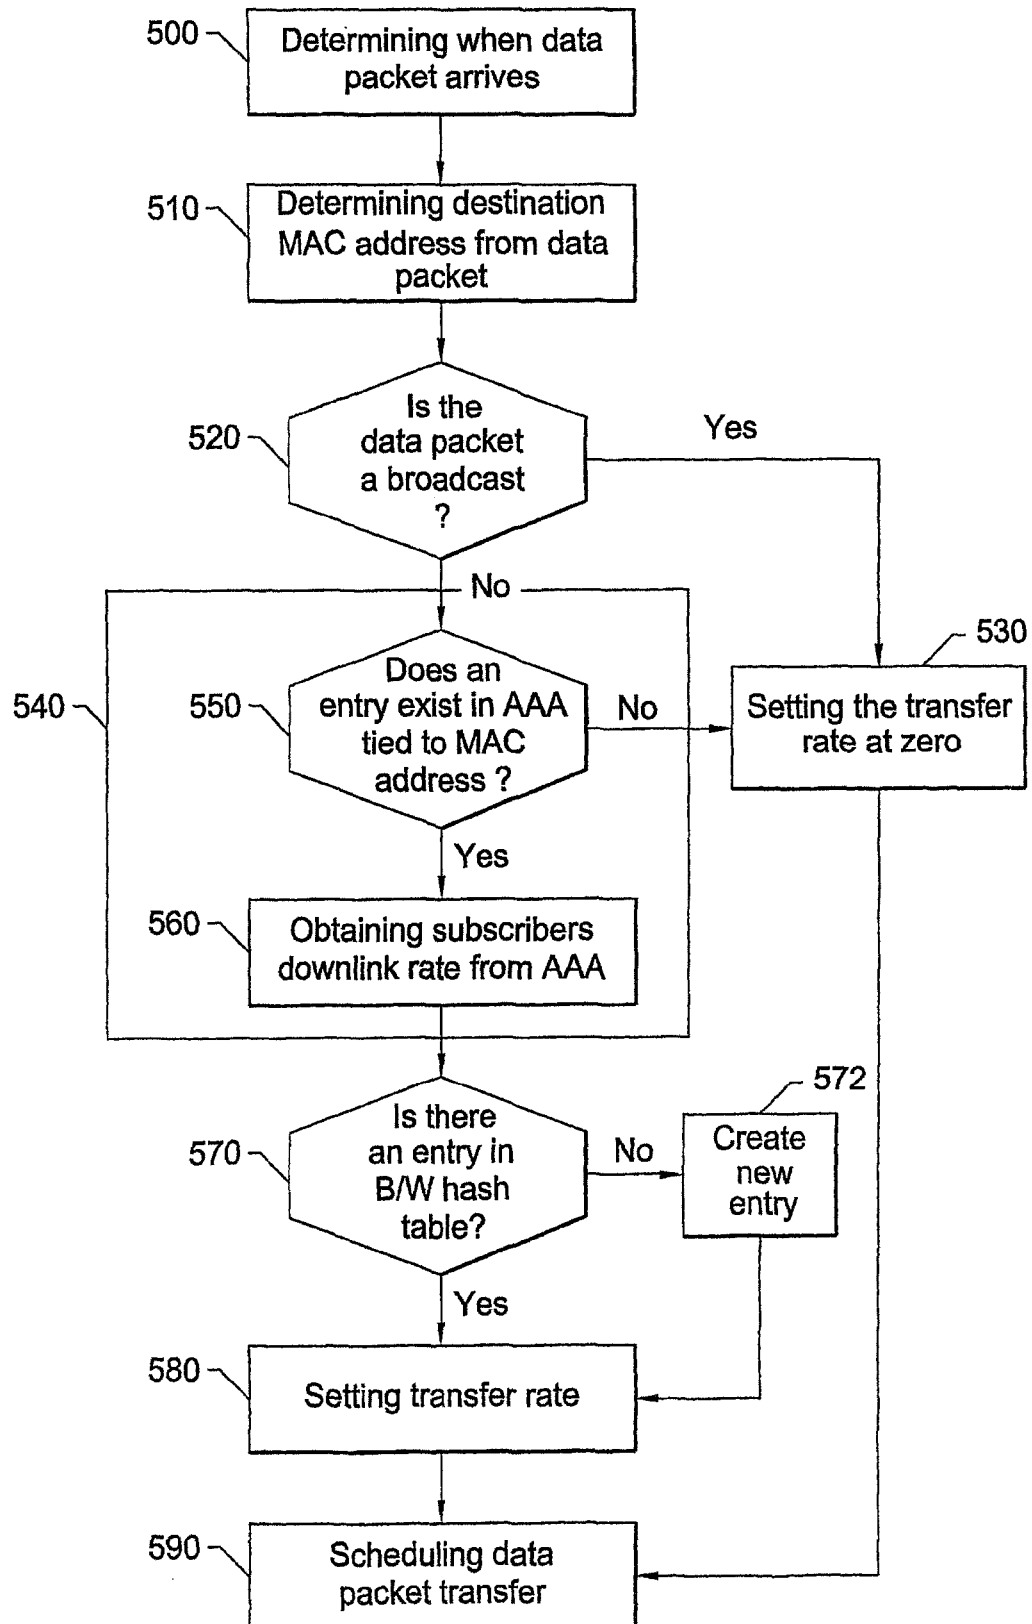 500
Determining when data
packet arrives
510
Determining destination
MAC address from data
packet
520
Is the
data packet
a broadcast
?
Yes
No
530
Setting the transfer
rate at zero
540
550
Does an
entry exist in AAA
tied to MAC
address ?
No
Yes
560
Obtaining subscribers
downlink rate from AAA
570
Is there
an entry in
B/W hash
table?
No
572
Create
new
entry
Yes
580
Setting transfer rate
590
Scheduling data
packet transfer